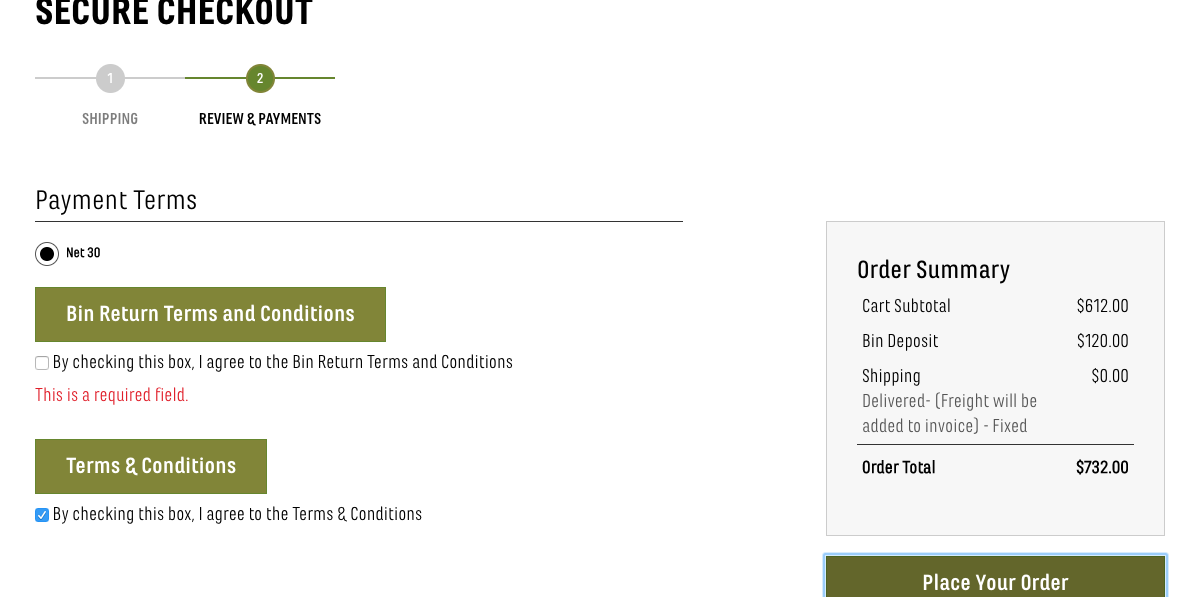 SECURE CHECKOUT
1
2
SHIPPING
REVIEW & PAYMENTS
Payment Terms
Net 30
Bin Return Terms and Conditions
By checking this box, I agree to the Bin Return Terms and Conditions
This is a required field.
Terms & Conditions
By checking this box, I agree to the Terms & Conditions
Order Summary
Cart Subtotal $612.00
Bin Deposit $120.00
Shipping $0.00
Delivered- (Freight will be
added to invoice) - Fixed
Order Total $732.00
Place Your Order